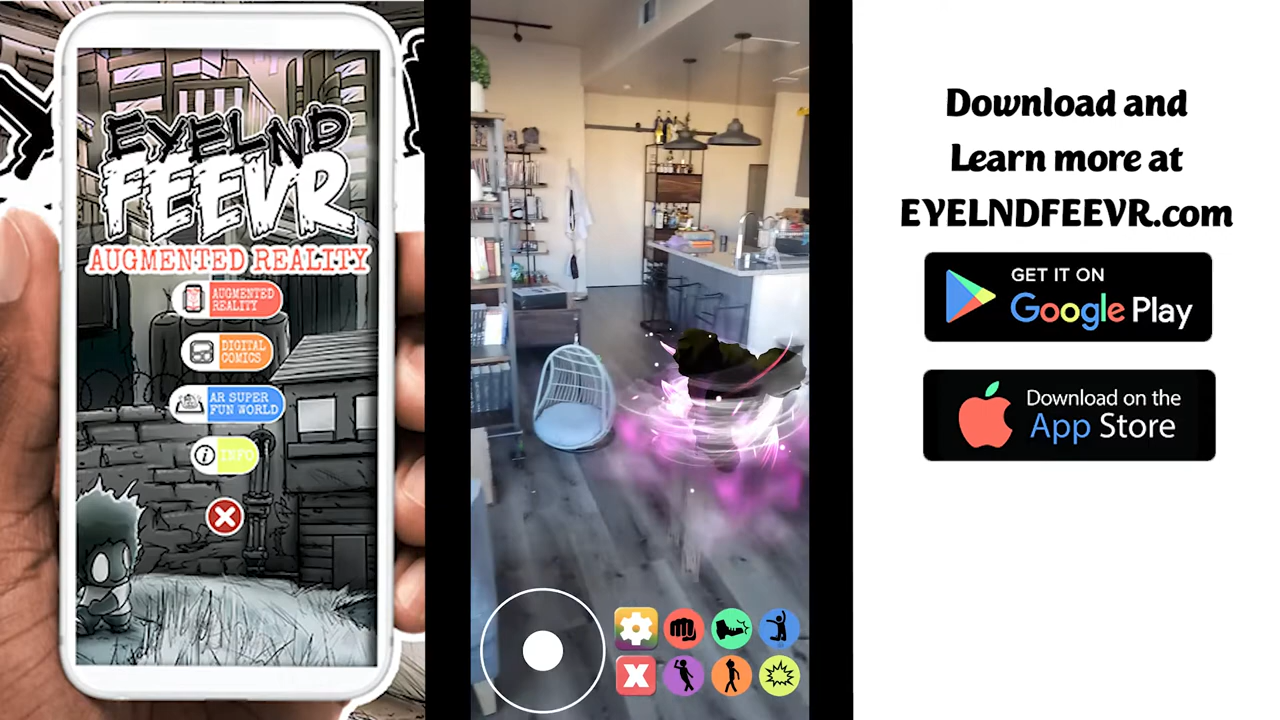 EYELND
FEEVR
AUGMENTED REALITY
AUGMENTED
REALITY
DIGITAL
COMICS
AR SUPER
FUN WORLD
INFO
Download and
Learn more at
EYELNDFEEVR.com
GET IT ON
Google Play
Download on the
App Store